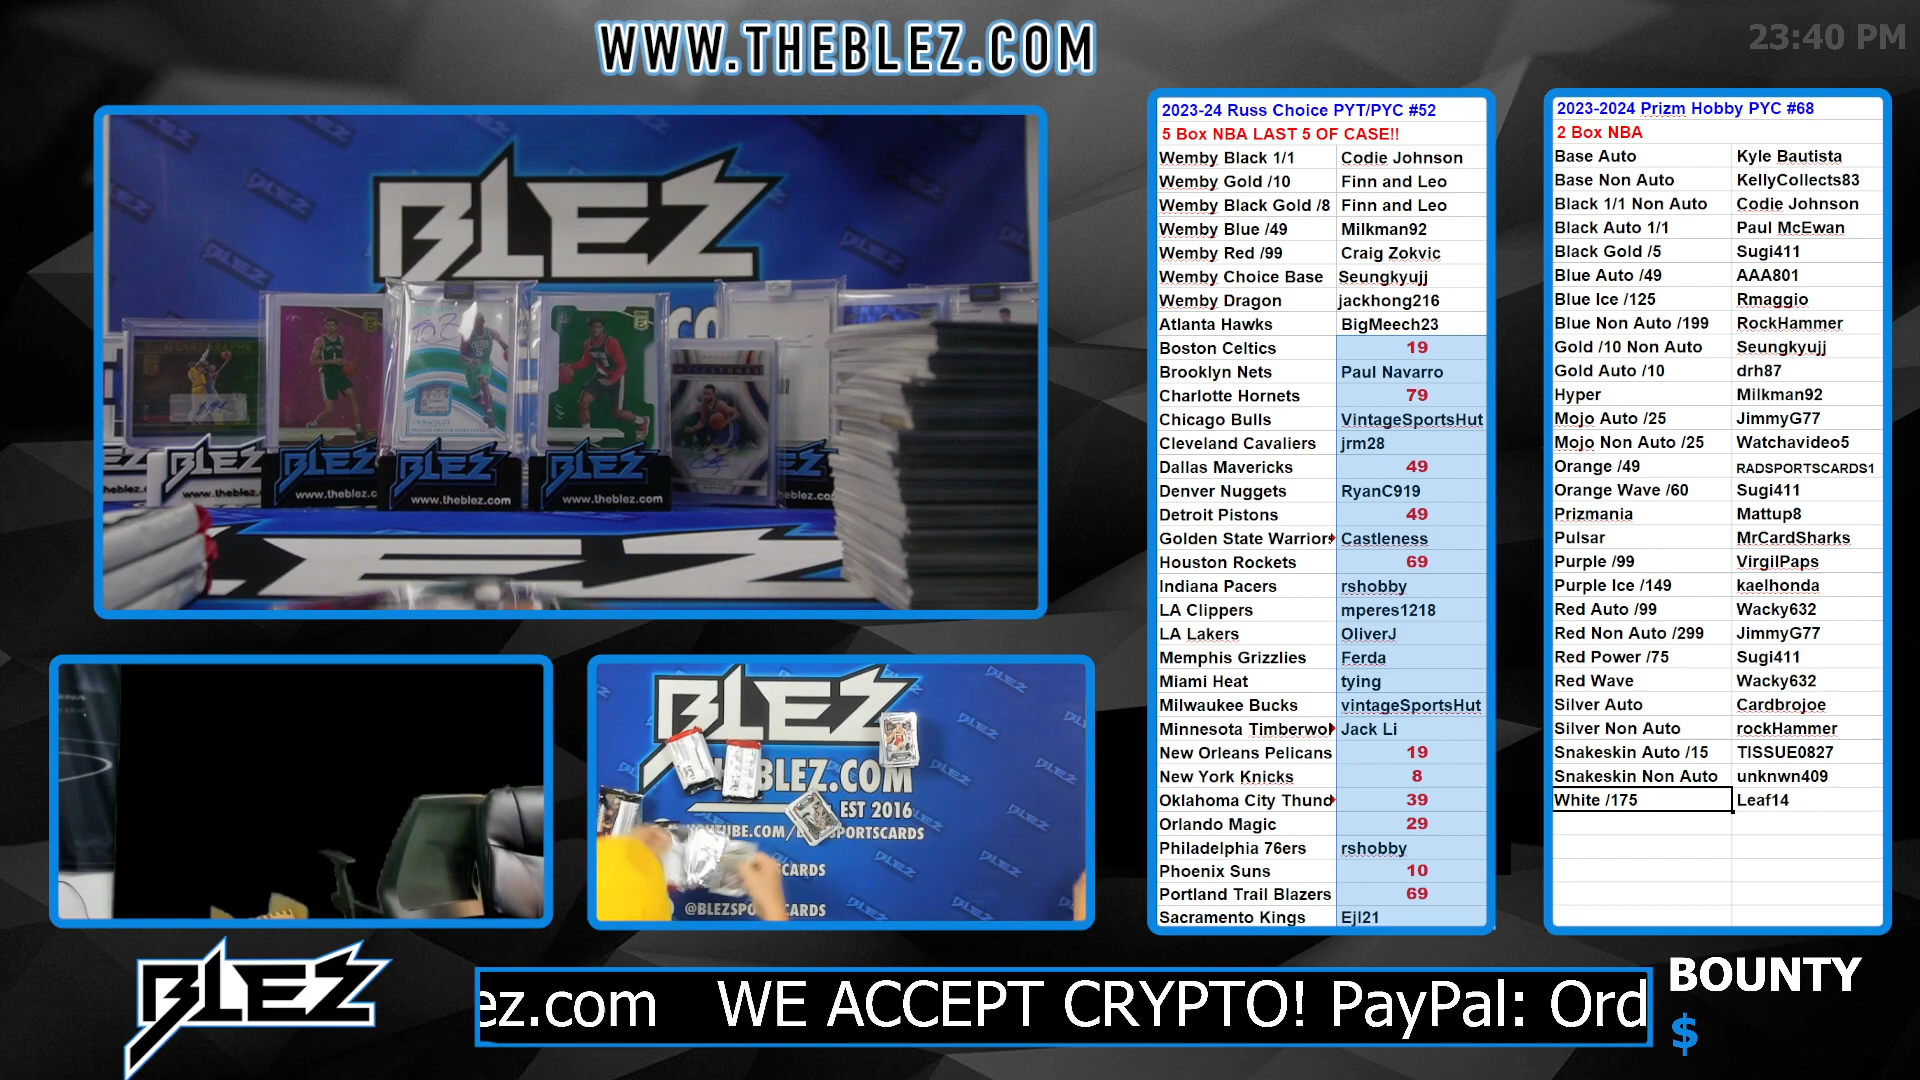 WWW.THEBLEZ.COM
23:40 PM
BLEZ
www.theblez.com
www.theblez.com
2023-24 Russ Choice PYT/PYC #52
5 Box NBA LAST 5 OF CASE!!
Wemby Black 1/1 Codie Johnson
Wemby Gold /10 Finn and Leo
Wemby Black Gold /8 Finn and Leo
Wemby Blue /49 Milkman92
Wemby Red /99 Craig Zokvic
Wemby Choice Base Seungkyujj
Wemby Dragon jackhong216
Atlanta Hawks BigMeech23
Boston Celtics 19
Brooklyn Nets Paul Navarro
Charlotte Hornets 79
Chicago Bulls VintageSportsHut
Cleveland Cavaliers jrm28
Dallas Mavericks 49
Denver Nuggets RyanC919
Detroit Pistons 49
Golden State Warriors Castleness
Houston Rockets 69
Indiana Pacers rshobby
LA Clippers mperes1218
LA Lakers OliverJ
Memphis Grizzlies Ferda
Miami Heat tying
Milwaukee Bucks vintageSportsHut
Minnesota Timberwol Jack Li
New Orleans Pelicans 19
New York Knicks 8
Oklahoma City Thund 39
Orlando Magic 29
Philadelphia 76ers rshobby
Phoenix Suns 10
Portland Trail Blazers 69
Sacramento Kings Ejl21
2023-2024 Prizm Hobby PYC #68
2 Box NBA
Base Auto Kyle Bautista
Base Non Auto KellyCollects83
Black 1/1 Non Auto Codie Johnson
Black Auto 1/1 Paul McEwan
Black Gold /5 Sugi411
Blue Auto /49 AAA801
Blue Ice /125 Rmaggio
Blue Non Auto /199 RockHammer
Gold /10 Non Auto Seungkyujj
Gold Auto /10 drh87
Hyper Milkman92
Mojo Auto /25 JimmyG77
Mojo Non Auto /25 Watchavideo5
Orange /49 RADSPORTSCARDS1
Orange Wave /60 Sugi411
Prizmania Mattup8
Pulsar MrCardSharks
Purple /99 VirgilPaps
Purple Ice /149 kaelhonda
Red Auto /99 Wacky632
Red Non Auto /299 JimmyG77
Red Power /75 Sugi411
Red Wave Wacky632
Silver Auto Cardbrojoe
Silver Non Auto rockHammer
Snakeskin Auto /15 TISSUE0827
Snakeskin Non Auto unknwn409
White /175 Leaf14
BLEZ
BLEZ.COM
EST 2016
@BLEZSPO CARDS
BLEZ
ez.com WE ACCEPT CRYPTO! PayPal: Ord
BOUNTY
$